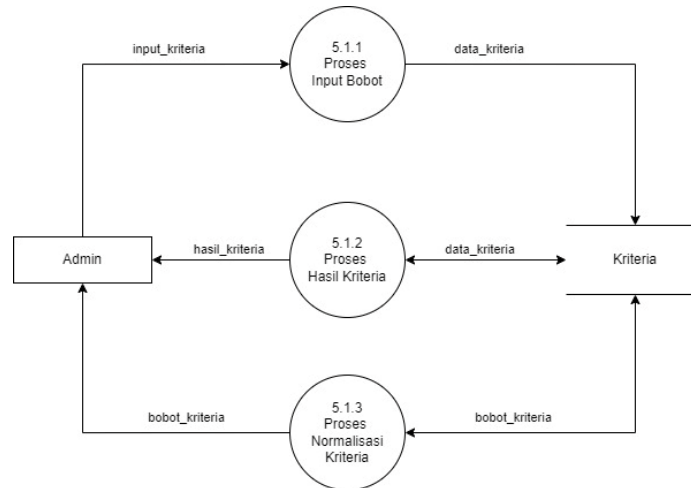 input_kriteria
5.1.1
Proses
Input Bobot
data_kriteria
Admin
hasil_kriteria
5.1.2
Proses
Hasil Kriteria
data_kriteria
Kriteria
bobot_kriteria
5.1.3
Proses
Normalisasi
Kriteria
bobot_kriteria